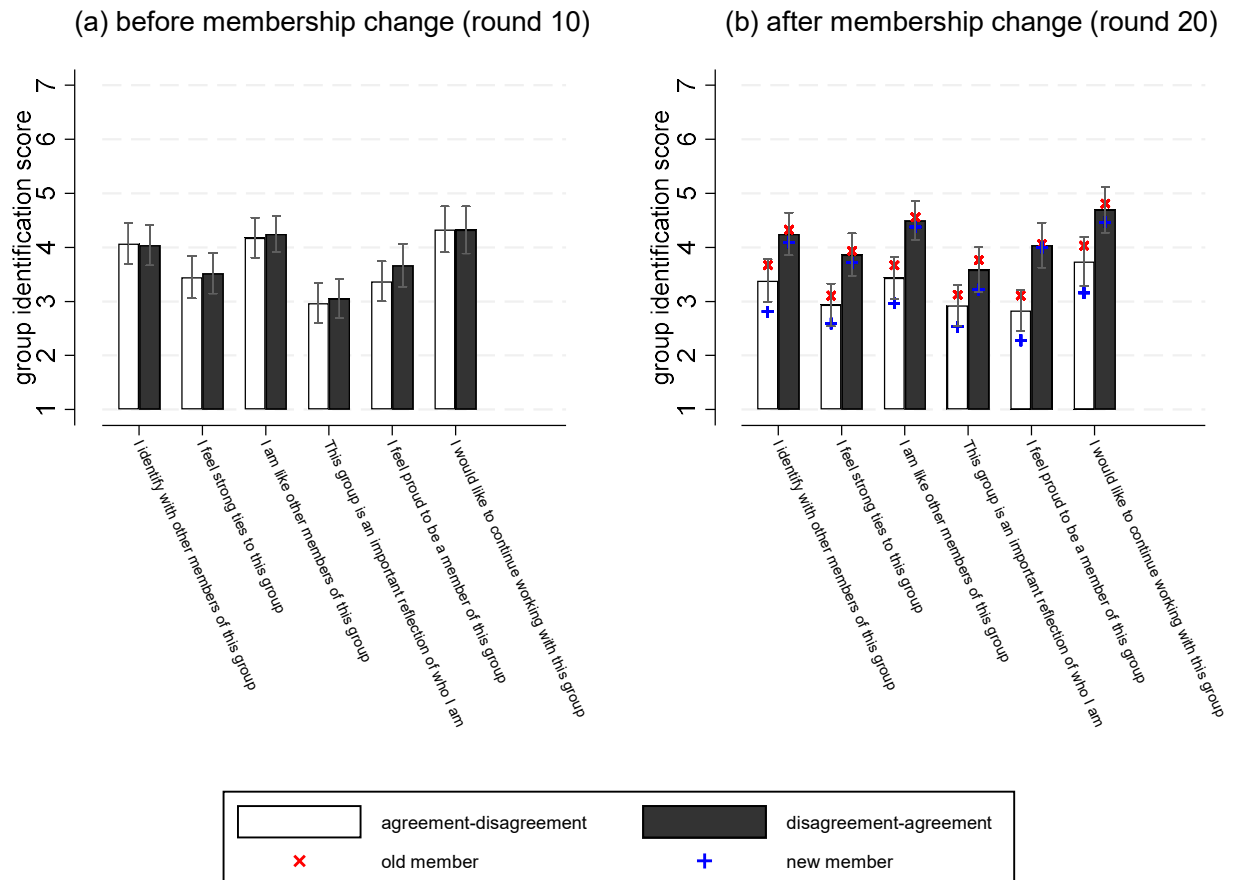 (a) before membership change (round 10)
group identification score
7
6
5
4
3
2
1
I identify with other members of this group
I feel strong ties to this group
I am like other members of this group
This group is an important reflection of who I am
I feel proud to be a member of this group
I would like to continue working with this group
(b) after membership change (round 20)
group identification score
7
6
5
4
3
2
1
I identify with other members of this group
I feel strong ties to this group
I am like other members of this group
This group is an important reflection of who I am
I feel proud to be a member of this group
I would like to continue working with this group
agreement-disagreement
disagreement-agreement
old member
new member